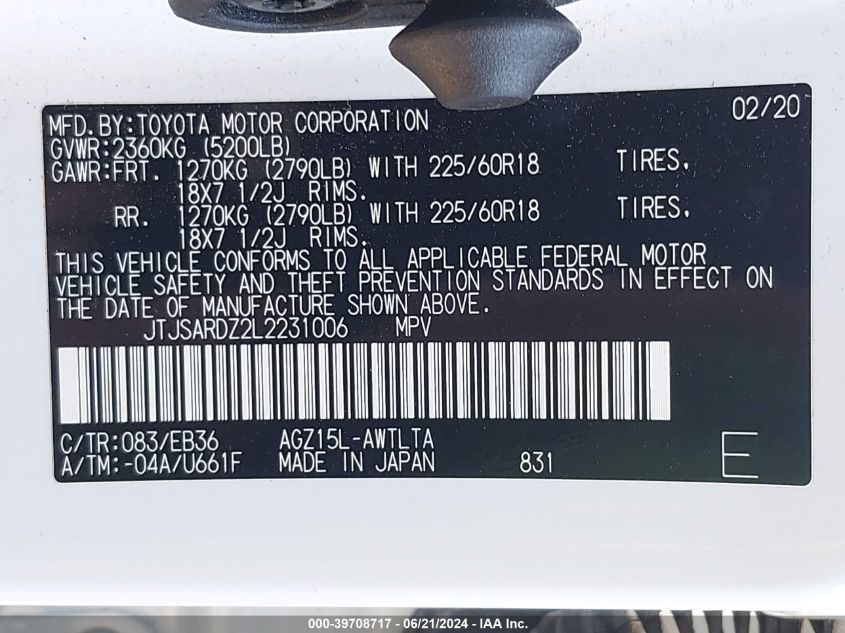 MFD.BY:TOYOTA MOTOR CORPORATION 02/20
GVWR:2360KG (5200LB)
GAWR:FRT. 1270KG (2790LB) WITH 225/60R18 TIRES.
18X7 1/2J RIMS.
RR. 1270KG (2790LB) WITH 225/60R18 TIRES.
18X7 1/2J RIMS.
THIS VEHICLE CONFORMS TO ALL APPLICABLE FEDERAL MOTOR
VEHICLE SAFETY AND THEFT PREVENTION STANDARDS IN EFFECT ON
THE DATE OF MANUFACTURE SHOWN ABOVE.
JTJSARDZ2L2231006 MPV
C/TR:083/EB36 AGZ15L-AWTLTA
A/TM:-04A/U661F MADE IN JAPAN 831 E
000-39708717 - 06/21/2024 - IAA Inc.